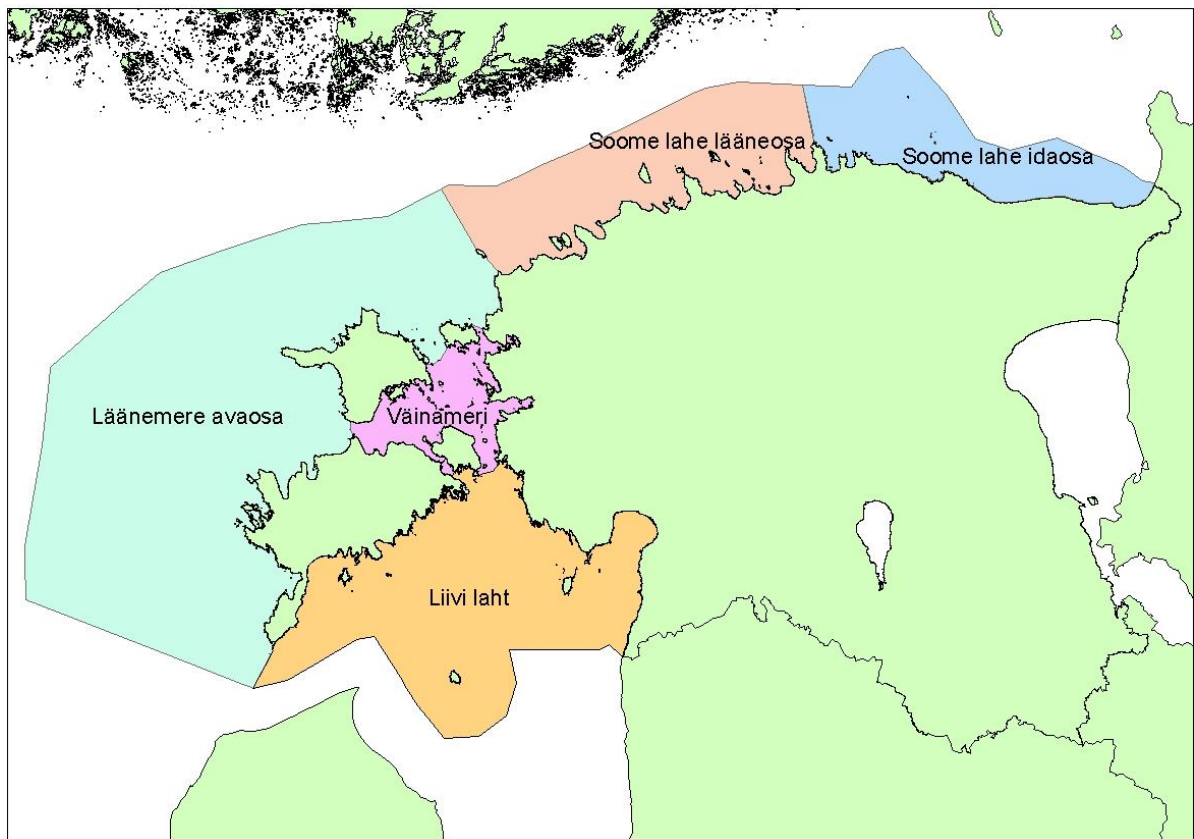 Soome lahe lääneosa
Soome lahe idaosa
Läänemere avaosa
Väinameri
Liivi laht